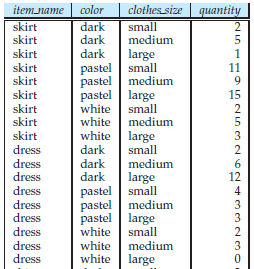 item_name color clothes_size quantity
skirt dark small 2
skirt dark medium 5
skirt dark large 1
skirt pastel small 11
skirt pastel medium 9
skirt pastel large 15
skirt white small 2
skirt white medium 5
skirt white large 3
dress dark small 2
dress dark medium 6
dress dark large 12
dress pastel small 4
dress pastel medium 3
dress pastel large 3
dress white small 2
dress white medium 3
dress white large 0